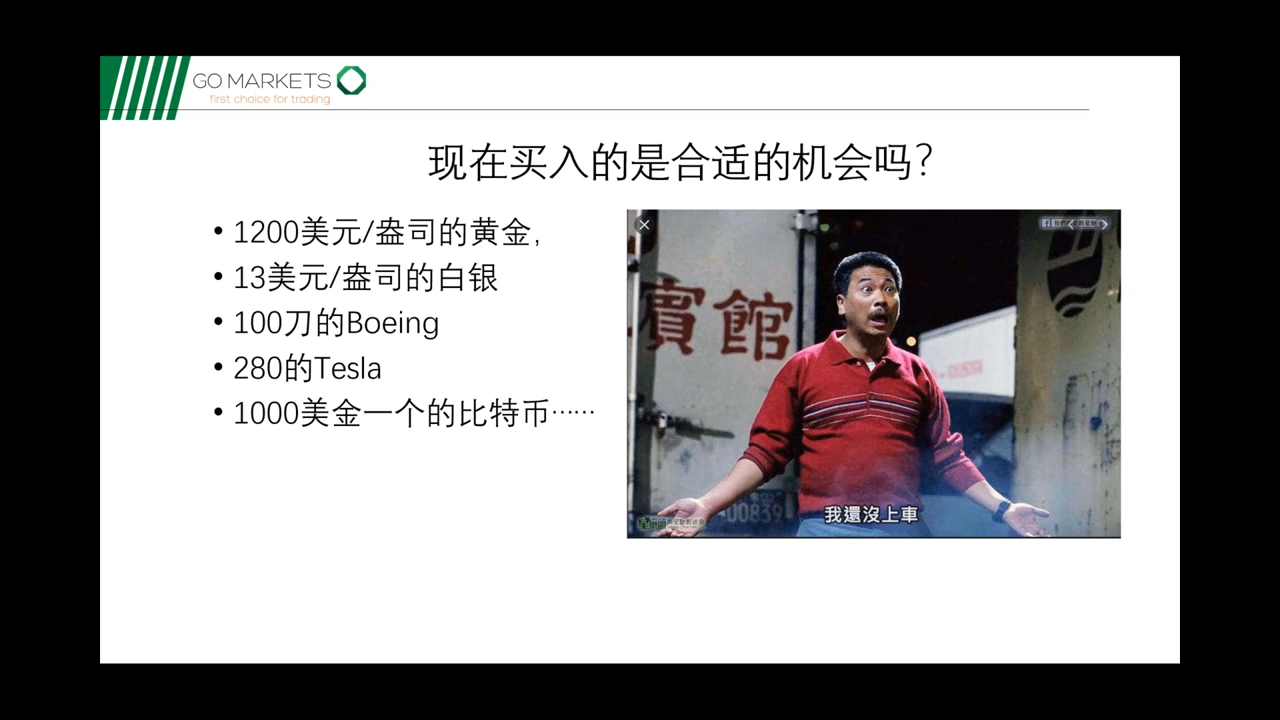 GO MARKETS
first choice for trading
现在买入的是合适的机会吗?
• 1200美元/盎司的黄金，
• 13美元/盎司的白银
• 100刀的Boeing
• 280的Tesla
• 1000美金一个的比特币……
賓館
我還沒上車